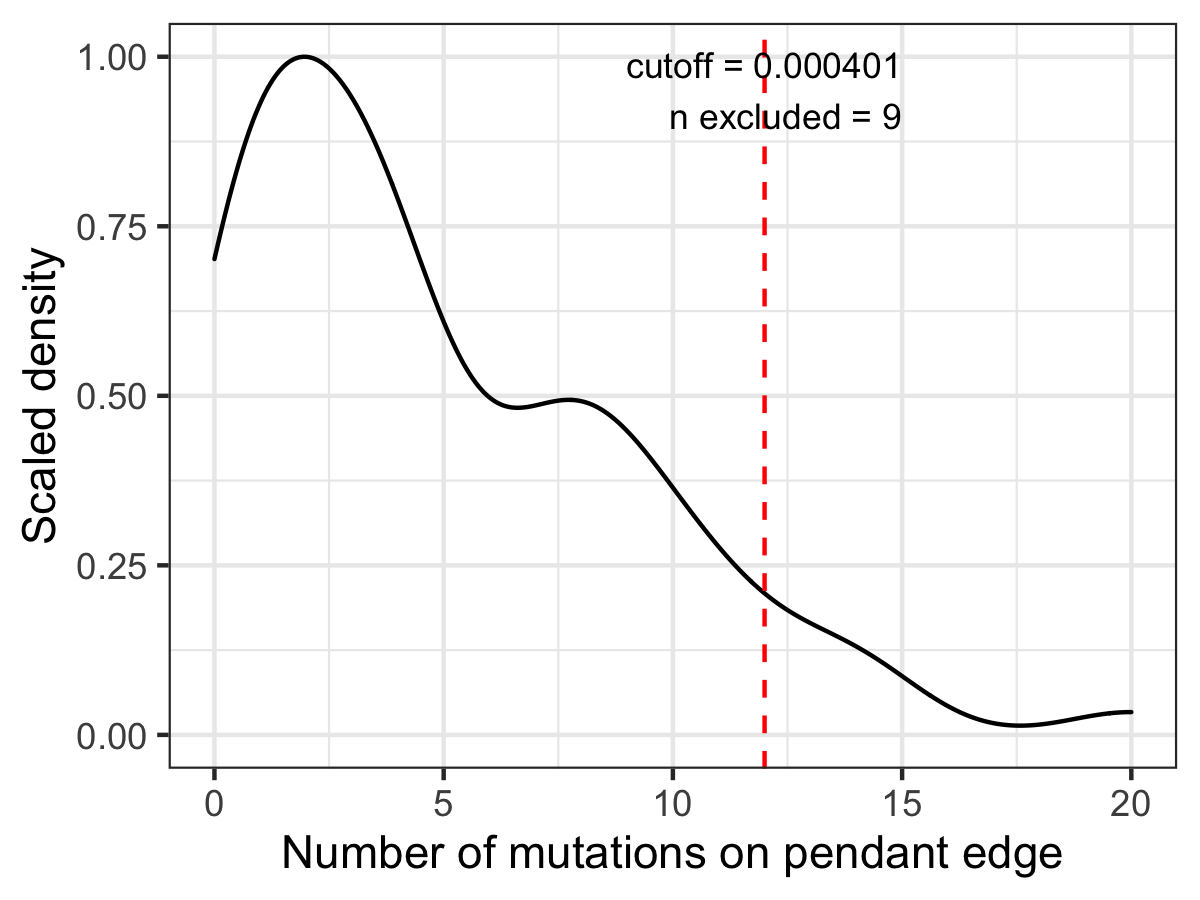 cutoff = 0.000401
n excluded = 9
1.00
0.75
0.50
0.25
0.00
Scaled density
0
5
10
15
20
Number of mutations on pendant edge